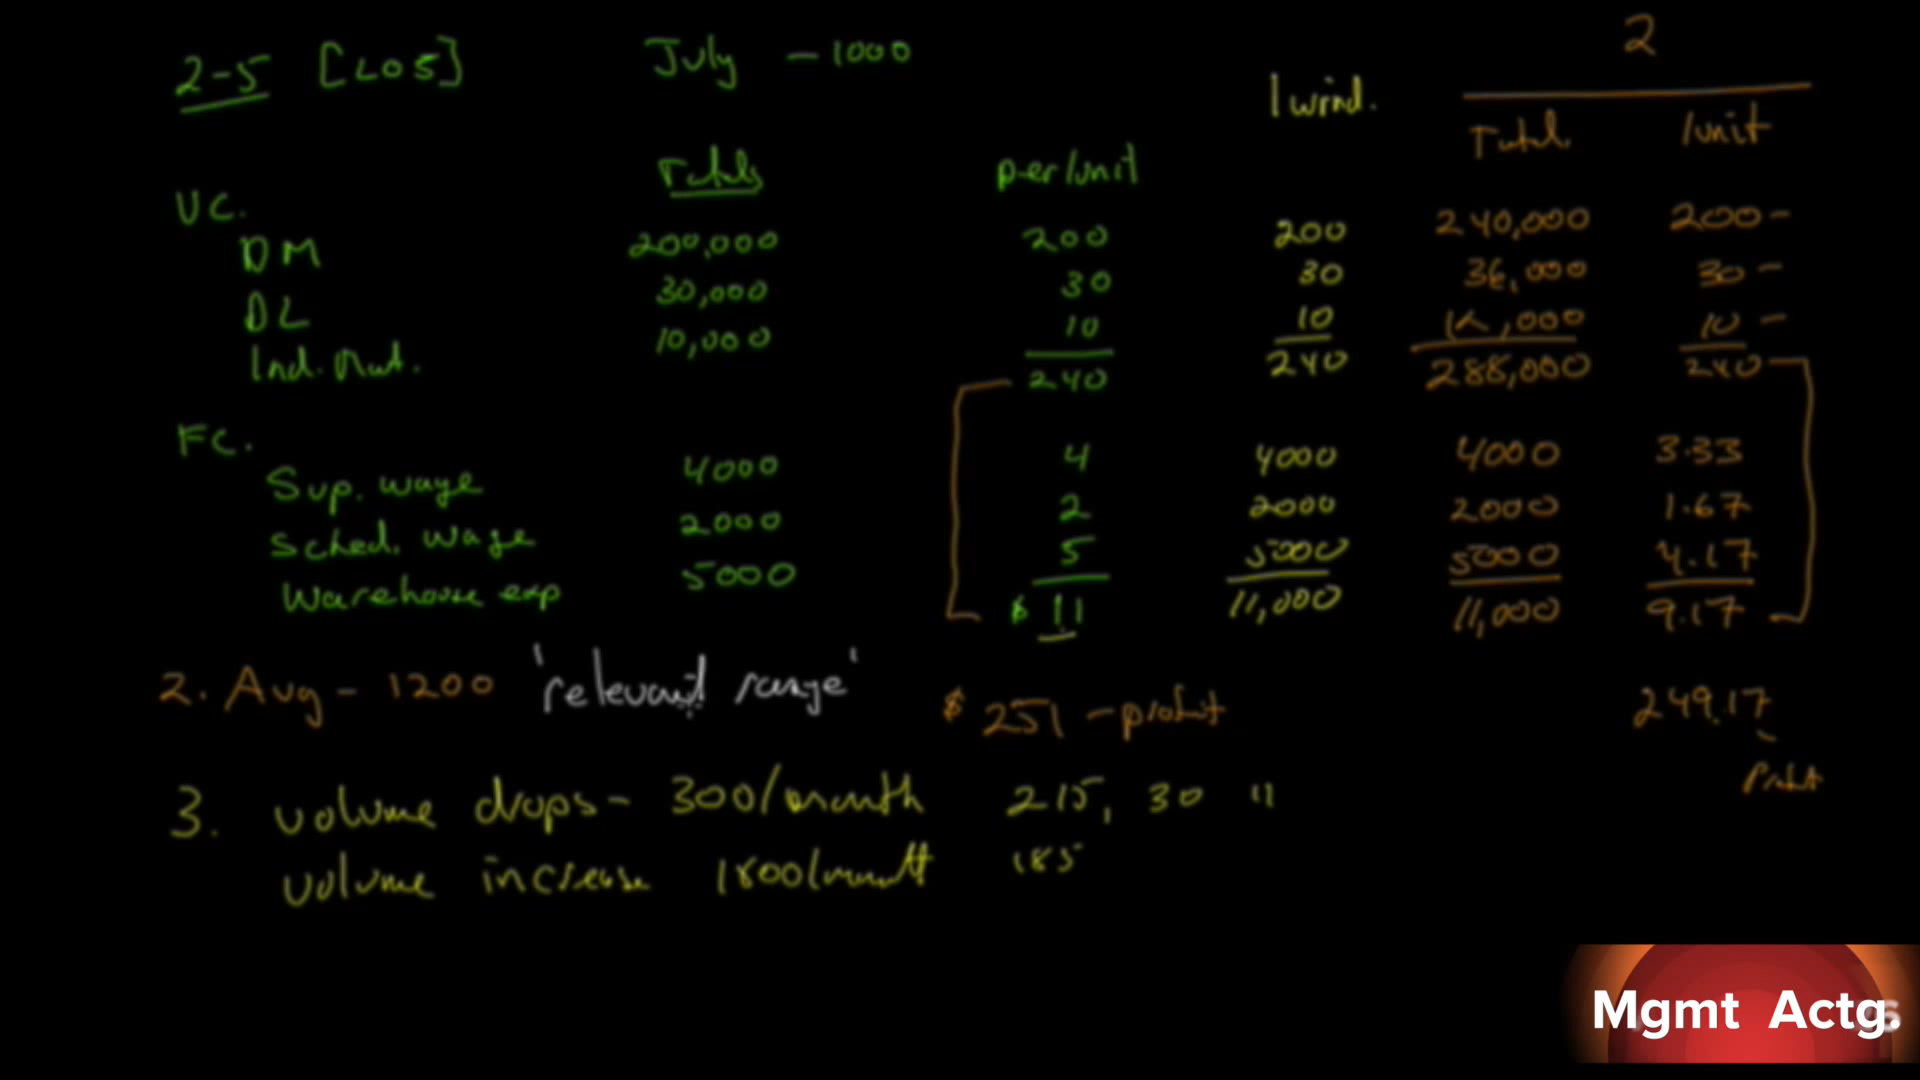 2
2-5 [LO5] July - 1000
1 wind.
Total /unit
Totals per/unit
VC.
DM 200,000 200 200 240,000 200 -
DL 30,000 30 30 36,000 30 -
Ind. Mat. 10,000 10 10 12,000 10 -
240 240 288,000 240
FC.
Sup. wage 4000 4 4000 4000 3.33
Sched. wage 2000 2 2000 2000 1.67
Warehouse exp 5000 5 5000 5000 4.17
$ 11 11,000 11,000 9.17
2. Aug - 1200 'relevant range' $ 251 - profit 249.17
Profit
3. volume drops - 300/month 215, 30 11
volume increase 1800/month 185
Mgmt Actg.